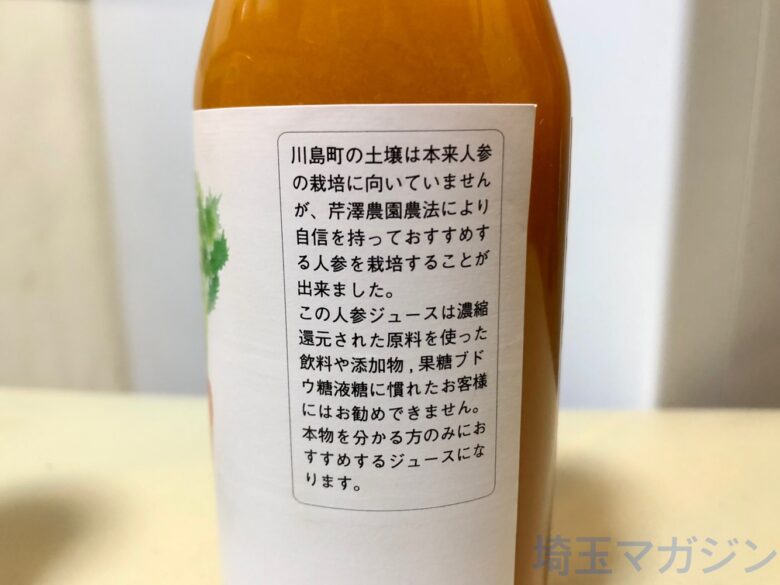 川島町の土壌は本来人参
の栽培に向いていません
が、芹澤農園農法により
自信を持っておすすめす
る人参を栽培することが
出来ました。
この人参ジュースは濃縮
還元された原料を使った
飲料や添加物,果糖ブド
ウ糖液糖に慣れたお客様
にはお勧めできません。
本物を分かる方のみにお
すすめするジュースにな
ります。
埼玉マガジン